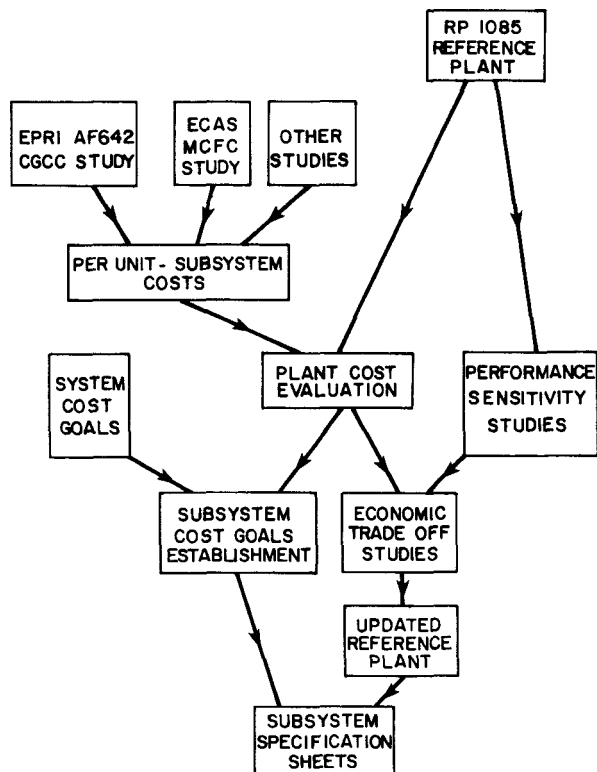 RP 1085
REFERENCE
PLANT
EPRI AF642
CGCC STUDY
ECAS
MCFC
STUDY
OTHER
STUDIES
PER UNIT - SUBSYSTEM
COSTS
SYSTEM
COST
GOALS
PLANT COST
EVALUATION
PERFORMANCE
SENSITIVITY
STUDIES
SUBSYSTEM
COST GOALS
ESTABLISHMENT
ECONOMIC
TRADE OFF
STUDIES
UPDATED
REFERENCE
PLANT
SUBSYSTEM
SPECIFICATION
SHEETS